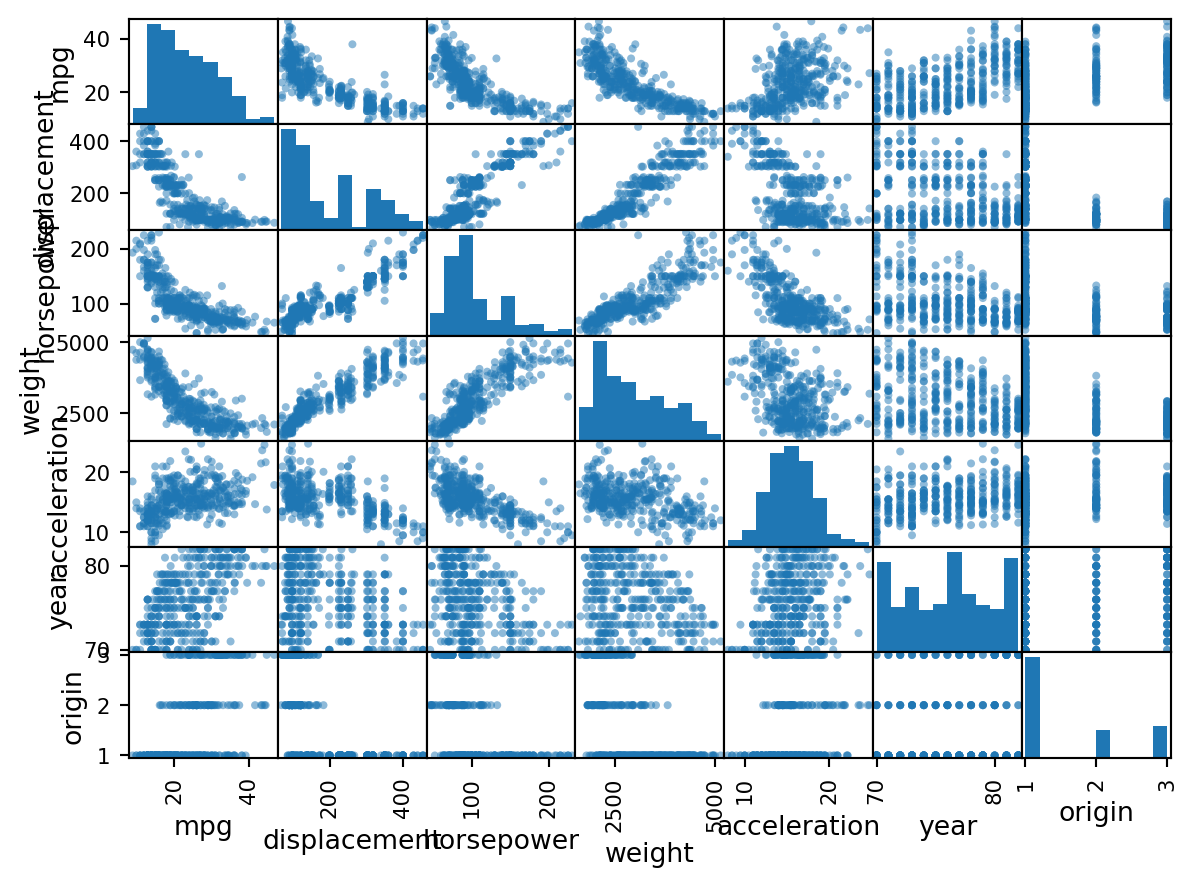 40
20
mpg
400
200
displacement
200
100
horsepower
5000
2500
weight
20
10
acceleration
80
70
year
3
2
1
origin
20 40 200 400 100 200 2500 5000 10 20 70 80 1 2 3
mpg displacement horsepower weight acceleration year origin